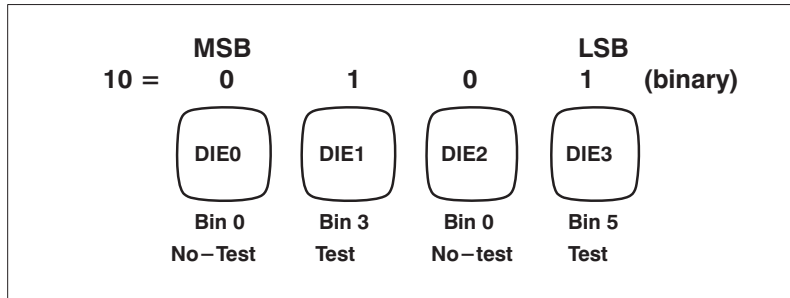 MSB LSB
10 = 0 1 0 1 (binary)
DIE0 DIE1 DIE2 DIE3
Bin 0 Bin 3 Bin 0 Bin 5
No−Test Test No−test Test